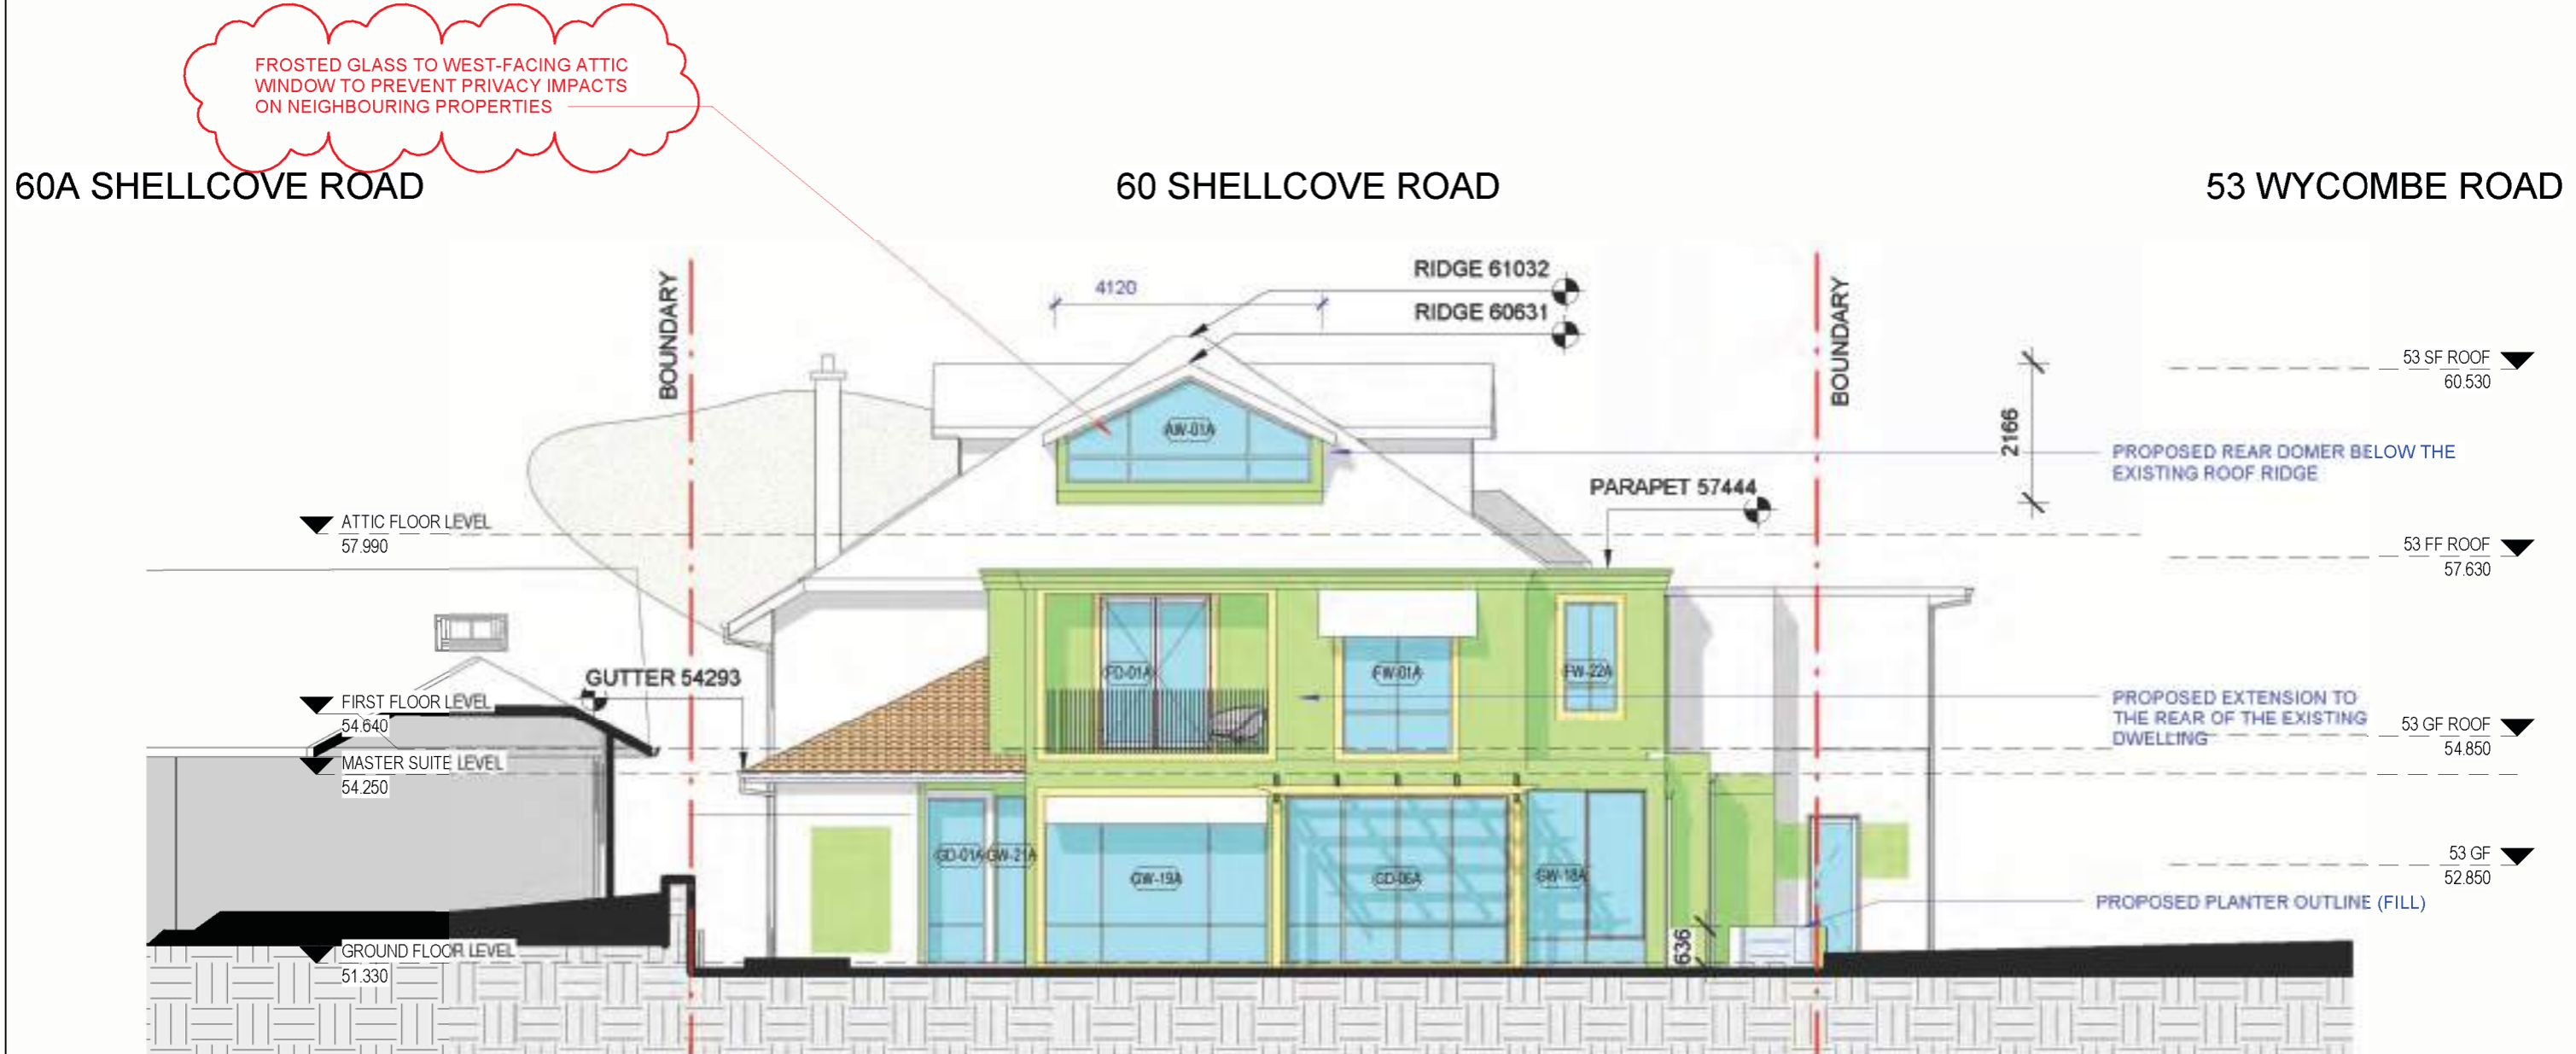 FROSTED GLASS TO WEST-FACING ATTIC
WINDOW TO PREVENT PRIVACY IMPACTS
ON NEIGHBOURING PROPERTIES
60A SHELLCOVE ROAD
60 SHELLCOVE ROAD
53 WYCOMBE ROAD
BOUNDARY
4120
RIDGE 61032
RIDGE 60631
BOUNDARY
53 SF ROOF
60.530
2166
AW-01A
PROPOSED REAR DOMER BELOW THE
EXISTING ROOF RIDGE
PARAPET 57444
ATTIC FLOOR LEVEL
57.990
53 FF ROOF
57.630
GUTTER 54293
FD-01A
FW-01A
FW-22A
FIRST FLOOR LEVEL
54.640
PROPOSED EXTENSION TO
THE REAR OF THE EXISTING
DWELLING
53 GF ROOF
54.850
MASTER SUITE LEVEL
54.250
GD-01A
GW-21A
GW-19A
GD-06A
GW-18A
53 GF
52.850
PROPOSED PLANTER OUTLINE (FILL)
636
GROUND FLOOR LEVEL
51.330